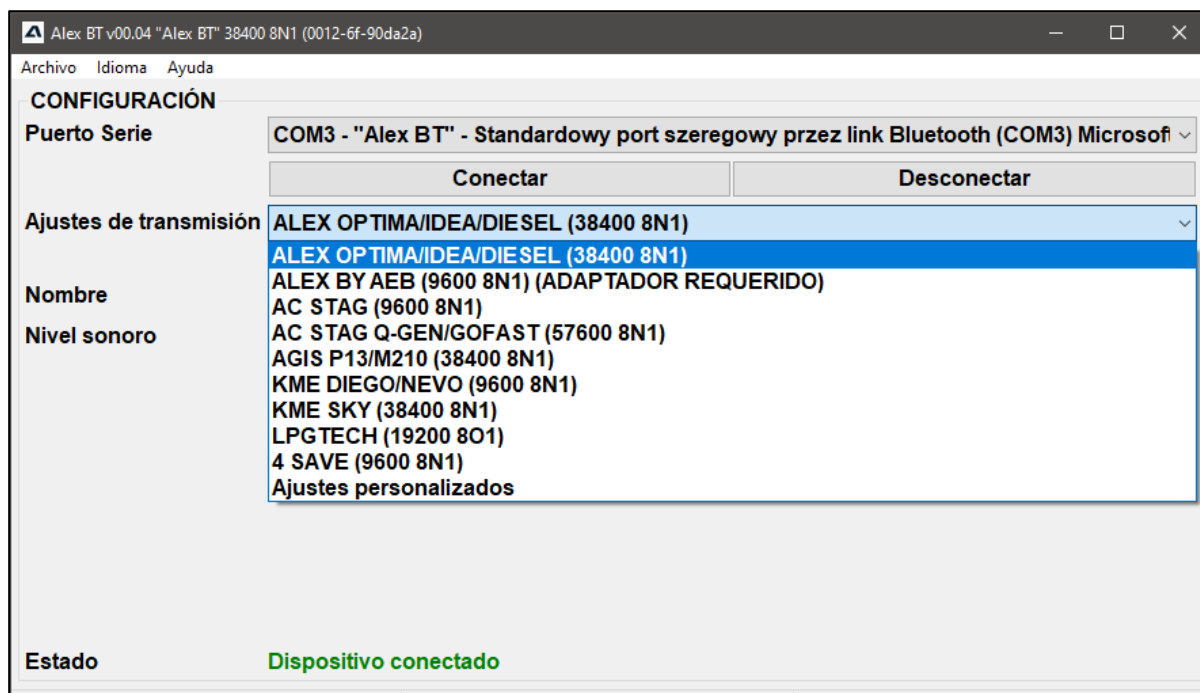 Alex BT v00.04 "Alex BT" 38400 8N1 (0012-6f-90da2a)
Archivo Idioma Ayuda
CONFIGURACIÓN
Puerto Serie COM3 - "Alex BT" - Standardowy port szeregowy przez link Bluetooth (COM3) Microsoft
Conectar Desconectar
Ajustes de transmisión ALEX OPTIMA/IDEA/DIESEL (38400 8N1)
ALEX OPTIMA/IDEA/DIESEL (38400 8N1)
ALEX BY AEB (9600 8N1) (ADAPTADOR REQUERIDO)
Nombre
AC STAG (9600 8N1)
Nivel sonoro AC STAG Q-GEN/GOFAST (57600 8N1)
AGIS P13/M210 (38400 8N1)
KME DIEGO/NEVO (9600 8N1)
KME SKY (38400 8N1)
LPGTECH (19200 8O1)
4 SAVE (9600 8N1)
Ajustes personalizados
Estado Dispositivo conectado